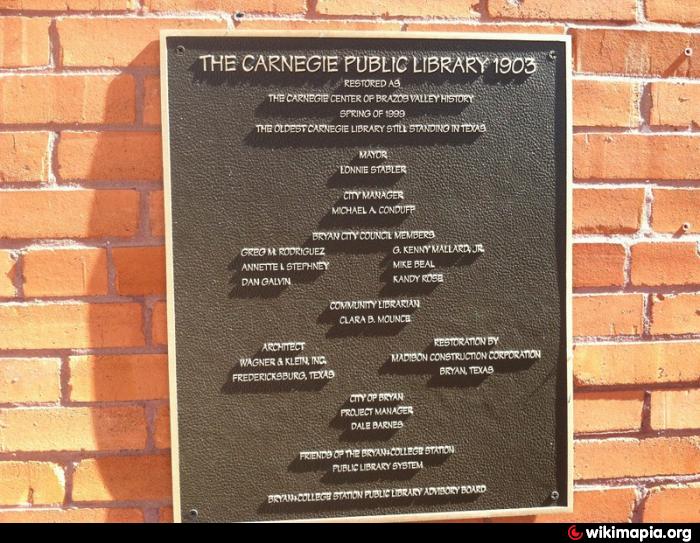 THE CARNEGIE PUBLIC LIBRARY 1903
RESTORED AS
THE CARNEGIE CENTER OF BRAZOS VALLEY HISTORY
SPRING OF 1999
THE OLDEST CARNEGIE LIBRARY STILL STANDING IN TEXAS
MAYOR
LONNIE STABLER
CITY MANAGER
MICHAEL A. CONDUFF
BRYAN CITY COUNCIL MEMBERS
GREG M. RODRIGUEZ
ANNETTE I. STEPHNEY
DAN GALVIN
G. KENNY MALLARD, JR.
MIKE BEAL
KANDY ROSE
COMMUNITY LIBRARIAN
CLARA B. MOUNCE
ARCHITECT
WAGNER & KLEIN, INC.
FREDERICKSBURG, TEXAS
RESTORATION BY
MADISON CONSTRUCTION CORPORATION
BRYAN, TEXAS
CITY OF BRYAN
PROJECT MANAGER
DALE BARNES
FRIENDS OF THE BRYAN+COLLEGE STATION
PUBLIC LIBRARY SYSTEM
BRYAN+COLLEGE STATION PUBLIC LIBRARY ADVISORY BOARD
wikimapia.org